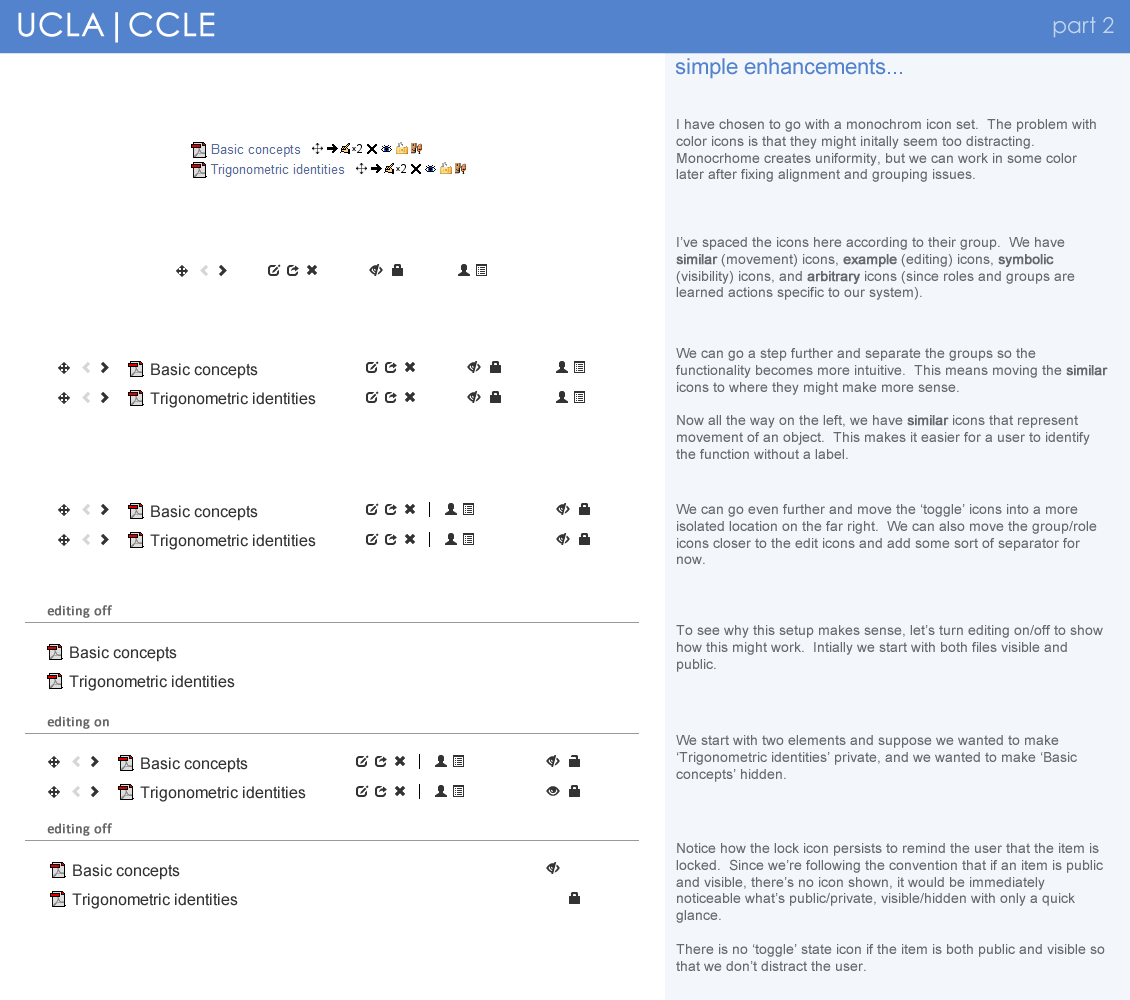 UCLA|CCLE
part 2
simple enhancements...
I have chosen to go with a monochrom icon set.  The problem with
color icons is that they might initally seem too distracting.
Monocrhome creates uniformity, but we can work in some color
later after fixing alignment and grouping issues.
Basic concepts ×2
Trigonometric identities ×2
I've spaced the icons here according to their group.  We have
similar (movement) icons, example (editing) icons, symbolic
(visibility) icons, and arbitrary icons (since roles and groups are
learned actions specific to our system).
Basic concepts
Trigonometric identities
We can go a step further and separate the groups so the
functionality becomes more intuitive.  This means moving the similar
icons to where they might make more sense.
Now all the way on the left, we have similar icons that represent
movement of an object.  This makes it easier for a user to identify
the function without a label.
Basic concepts
Trigonometric identities
We can go even further and move the 'toggle' icons into a more
isolated location on the far right.  We can also move the group/role
icons closer to the edit icons and add some sort of separator for
now.
editing off
Basic concepts
Trigonometric identities
To see why this setup makes sense, let's turn editing on/off to show
how this might work.  Intially we start with both files visible and
public.
editing on
Basic concepts
Trigonometric identities
We start with two elements and suppose we wanted to make
'Trigonometric identities' private, and we wanted to make 'Basic
concepts' hidden.
editing off
Basic concepts
Trigonometric identities
Notice how the lock icon persists to remind the user that the item is
locked.  Since we're following the convention that if an item is public
and visible, there's no icon shown, it would be immediately
noticeable what's public/private, visible/hidden with only a quick
glance.
There is no 'toggle' state icon if the item is both public and visible so
that we don't distract the user.